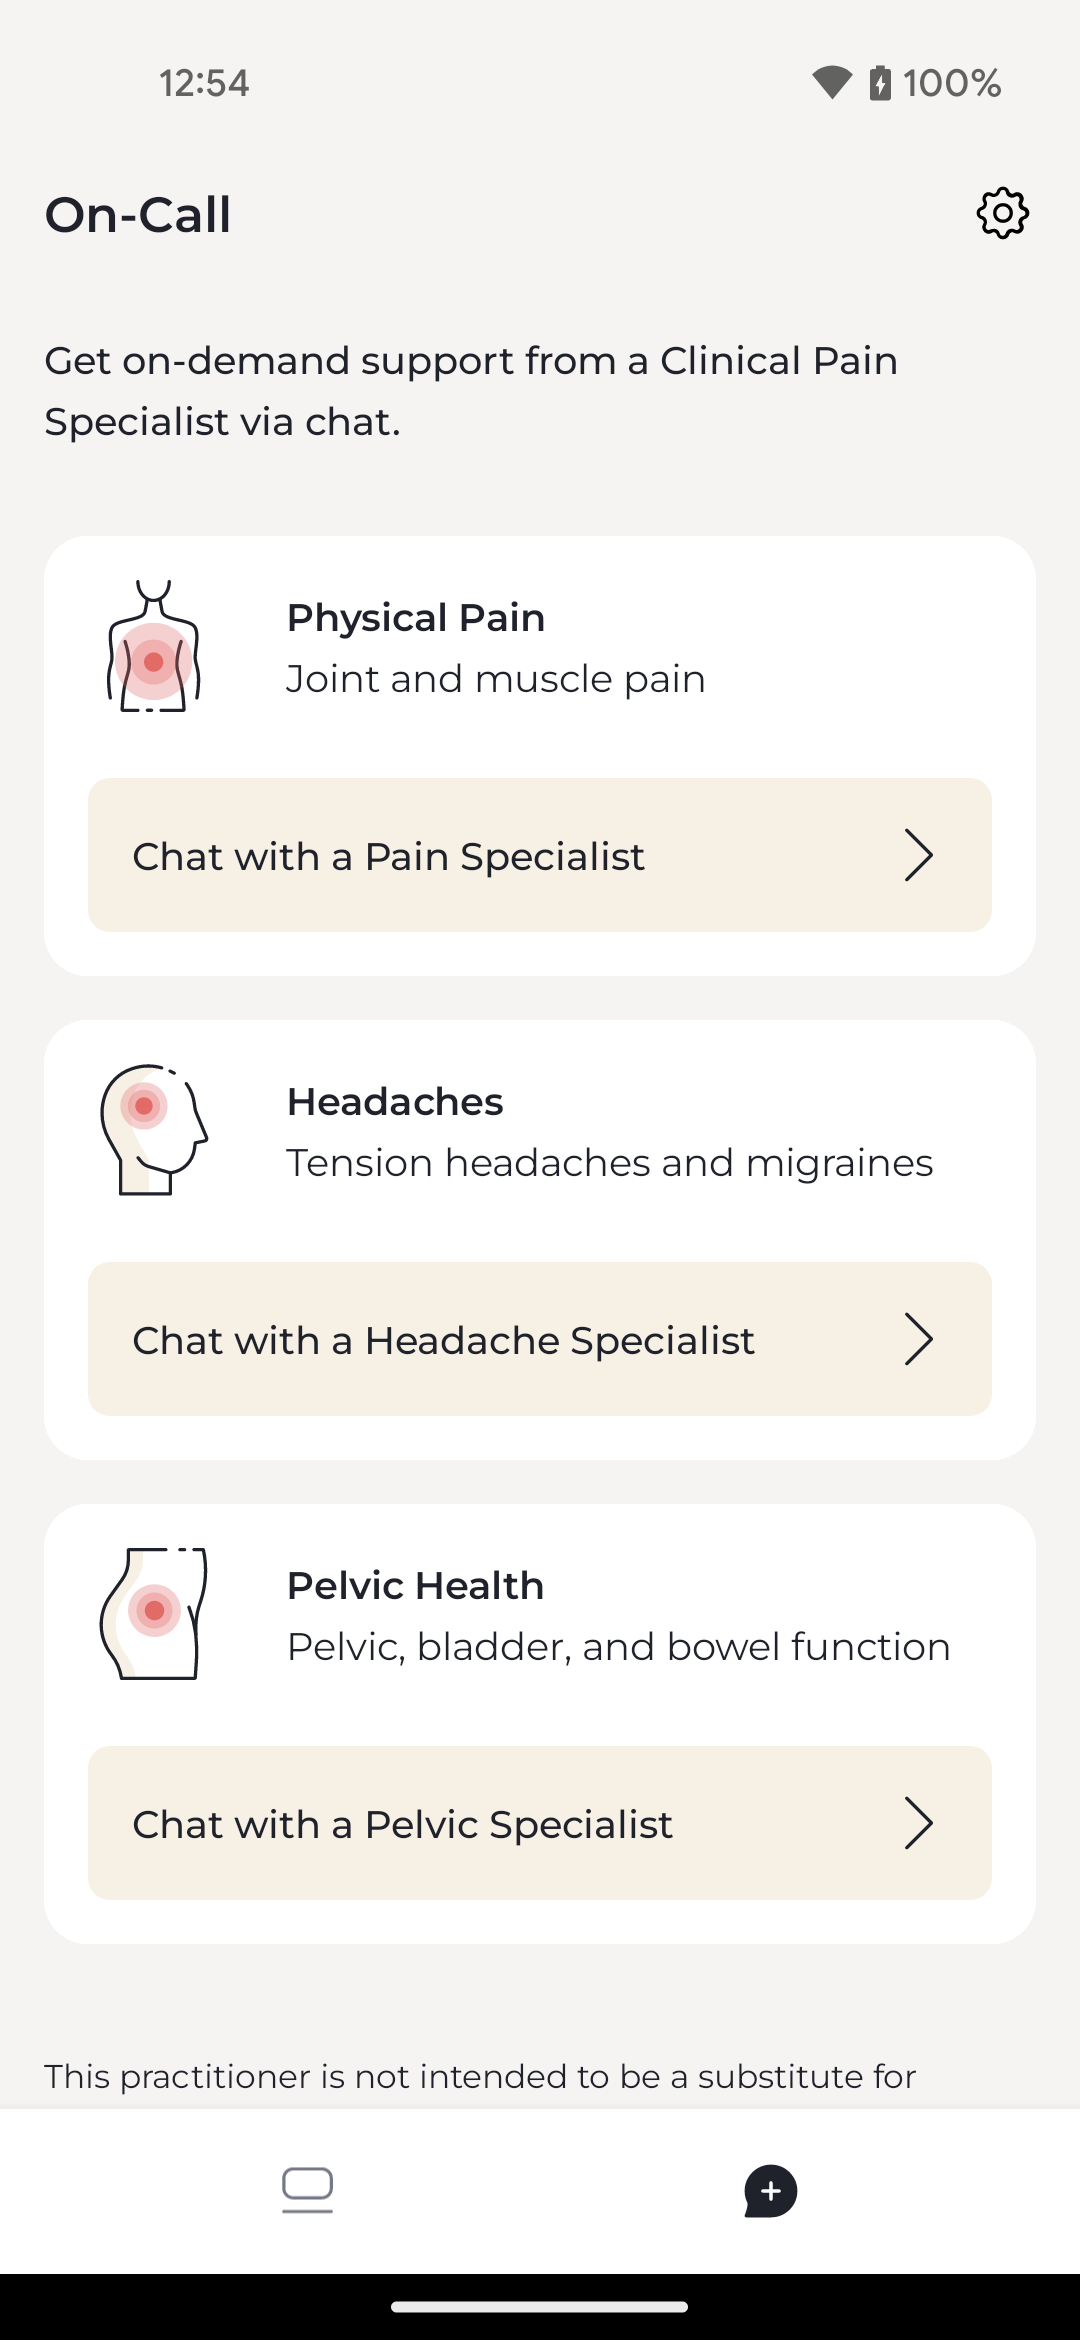 12:54
100%
On-Call
Get on-demand support from a Clinical Pain
Specialist via chat.
Physical Pain
Joint and muscle pain
Chat with a Pain Specialist
Headaches
Tension headaches and migraines
Chat with a Headache Specialist
Pelvic Health
Pelvic, bladder, and bowel function
Chat with a Pelvic Specialist
This practitioner is not intended to be a substitute for